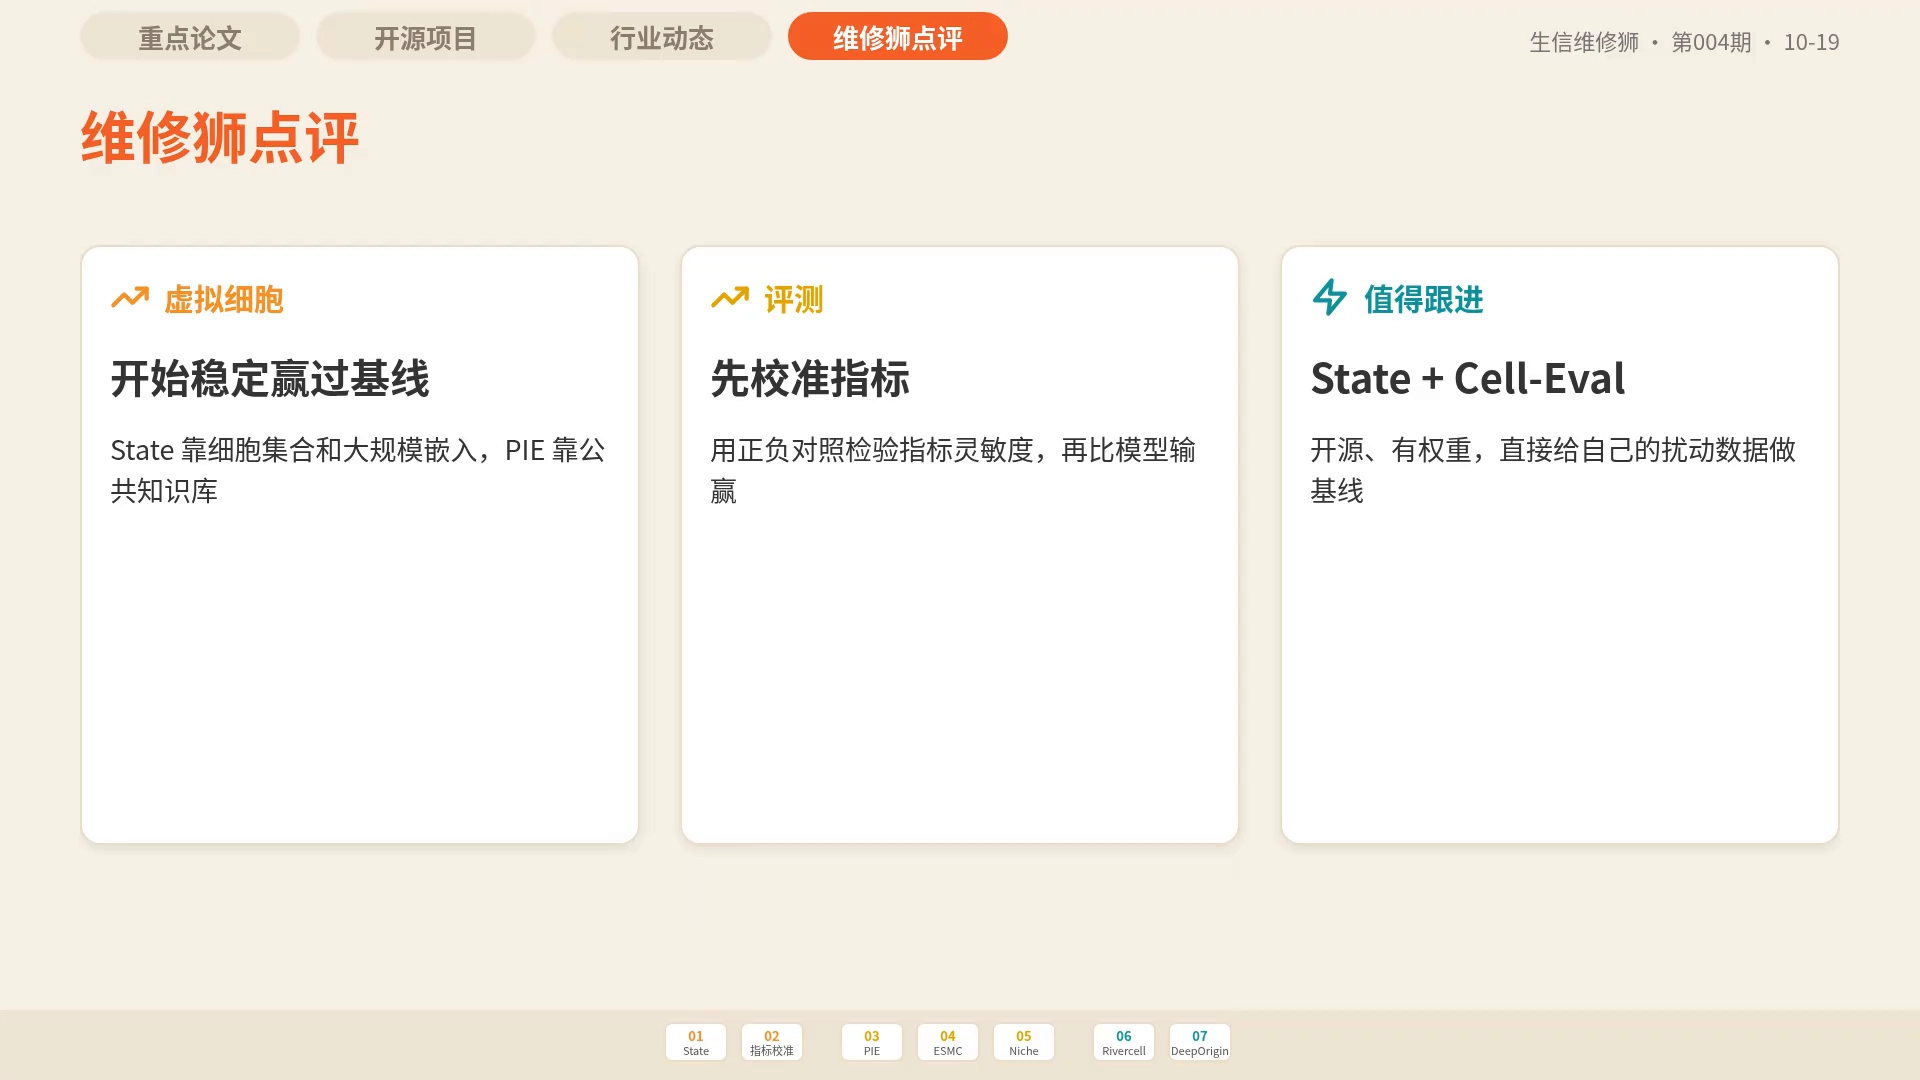 重点论文
开源项目
行业动态
维修狮点评
生信维修狮 • 第004期 • 10-19
维修狮点评
虚拟细胞
开始稳定赢过基线
State 靠细胞集合和大规模嵌入，PIE 靠公
共知识库
评测
先校准指标
用正负对照检验指标灵敏度，再比模型输
赢
值得跟进
State + Cell-Eval
开源、有权重，直接给自己的扰动数据做
基线
01
State
02
指标校准
03
PIE
04
ESMC
05
Niche
06
Rivercell
07
DeepOrigin